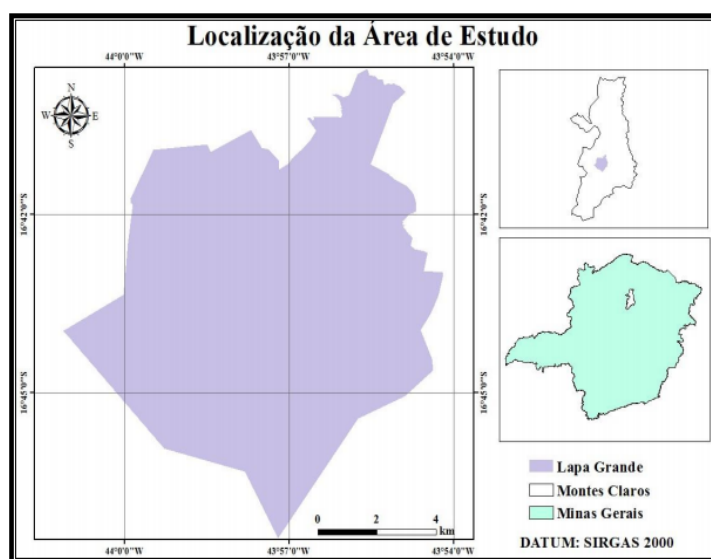 Localização da Área de Estudo
44°0'0"W
43°57'0"W
43°54'0"W
N
W
E
S
16°42'0"S
16°42'0"S
16°45'0"S
16°45'0"S
0
2
4
km
44°0'0"W
43°57'0"W
43°54'0"W
Lapa Grande
Montes Claros
Minas Gerais
DATUM: SIRGAS 2000